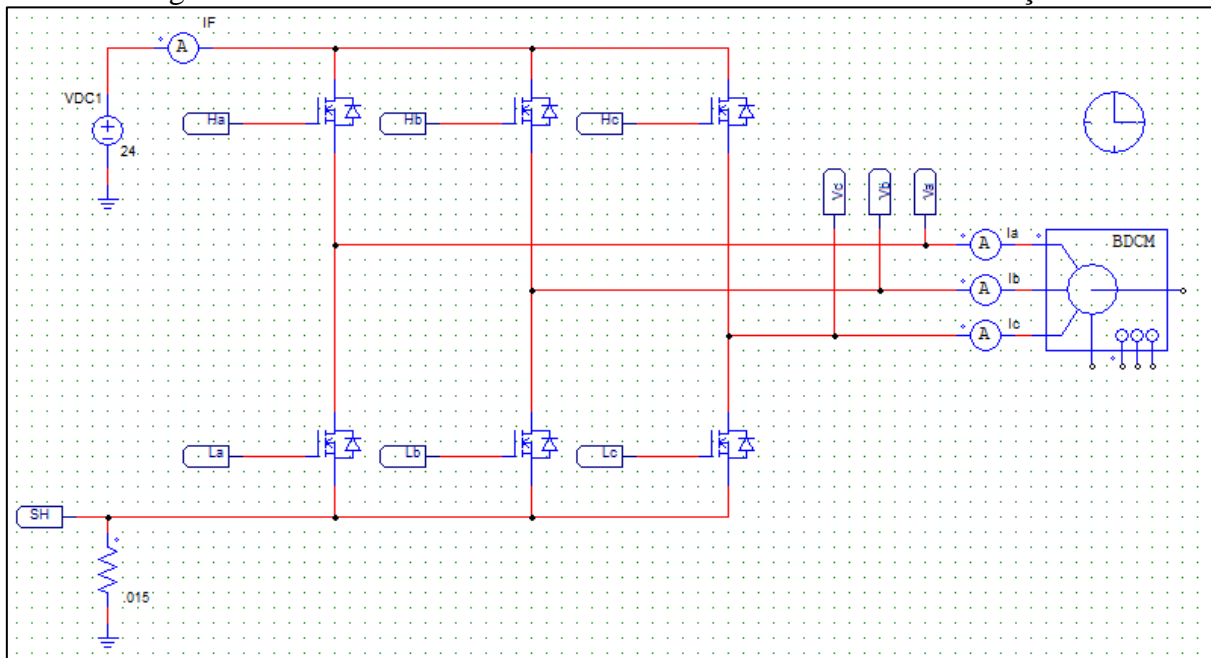 IF
A
VDC1
24
Ha
Hb
Hc
Vc
Vb
Va
A
Ia
BDCM
A
Ib
A
Ic
La
Lb
Lc
SH
.015